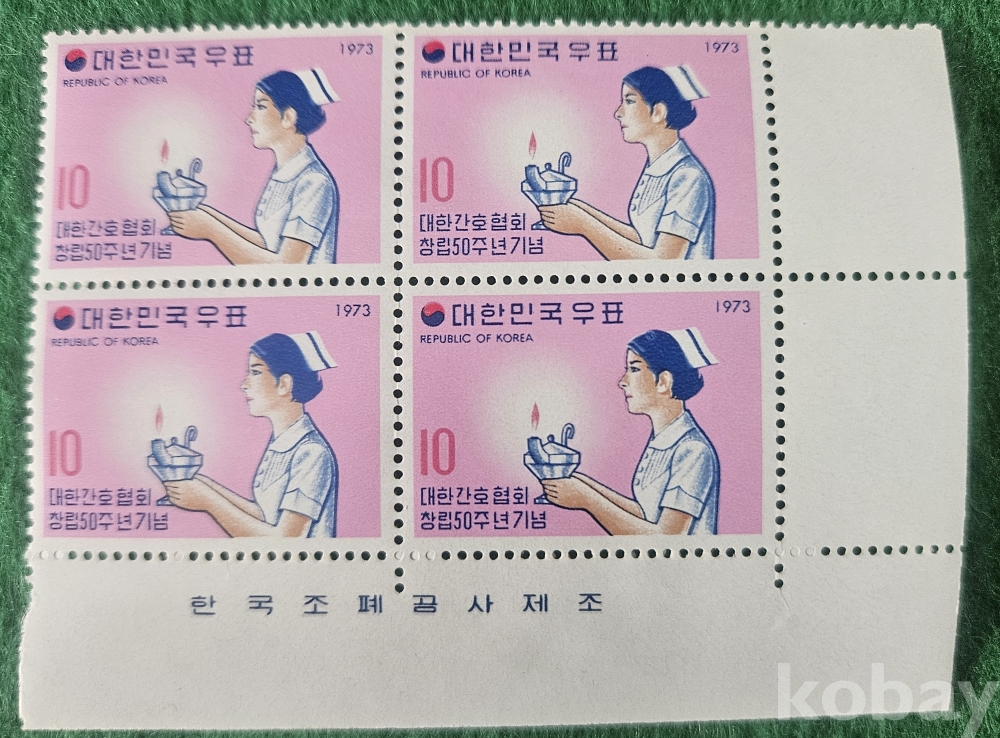 대한민국우표 1973
REPUBLIC OF KOREA
10
대한간호협회
창립50주년기념
대한민국우표 1973
REPUBLIC OF KOREA
10
대한간호협회
창립50주년기념
대한민국우표 1973
REPUBLIC OF KOREA
10
대한간호협회
창립50주년기념
대한민국우표 1973
REPUBLIC OF KOREA
10
대한간호협회
창립50주년기념
한국조폐공사제조
kobay